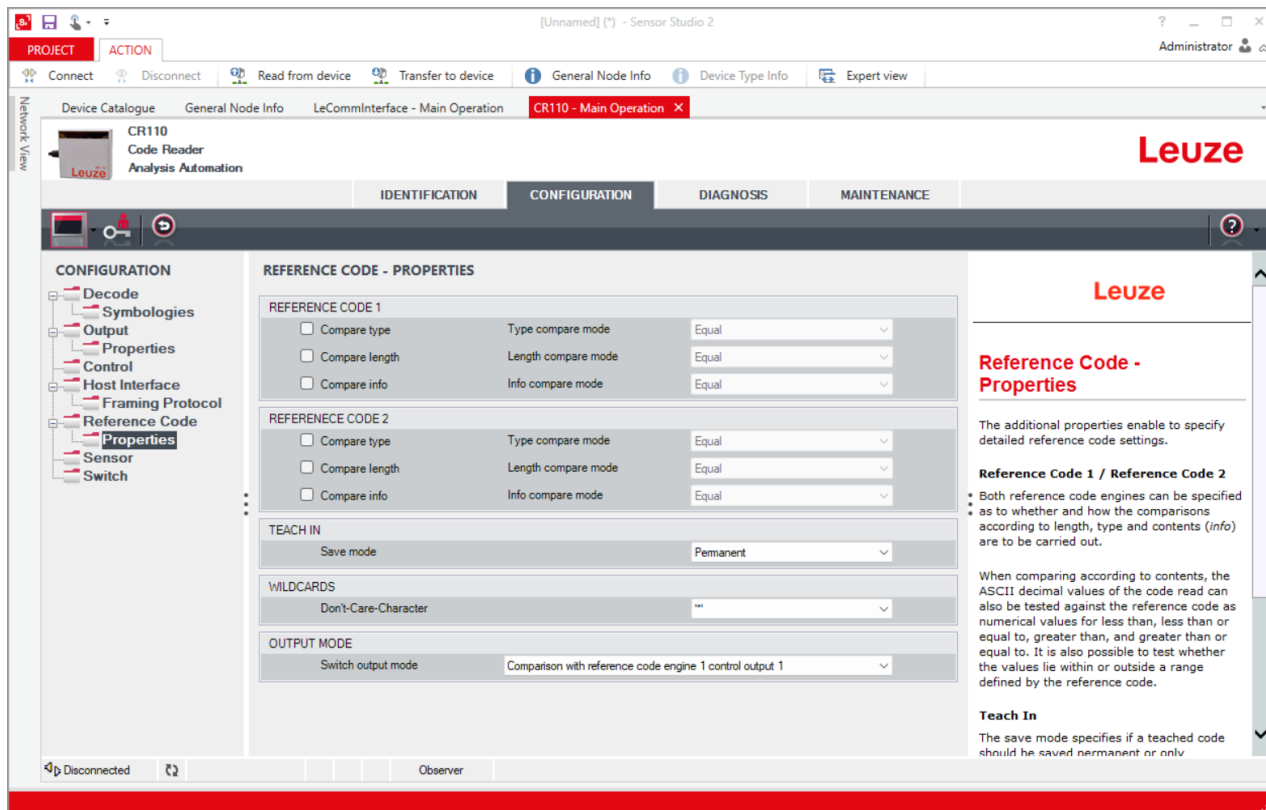 [Unnamed] (*) - Sensor Studio 2
PROJECT ACTION
Administrator
Connect Disconnect Read from device Transfer to device General Node Info Device Type Info Expert view
Network View
Device Catalogue General Node Info LeCommInterface - Main Operation CR110 - Main Operation
CR110
Code Reader
Analysis Automation
Leuze
Leuze
IDENTIFICATION CONFIGURATION DIAGNOSIS MAINTENANCE
CONFIGURATION
Decode
Symbologies
Output
Properties
Control
Host Interface
Framing Protocol
Reference Code
Properties
Sensor
Switch
REFERENCE CODE - PROPERTIES
REFERENCE CODE 1
Compare type Type compare mode Equal
Compare length Length compare mode Equal
Compare info Info compare mode Equal
REFERENECE CODE 2
Compare type Type compare mode Equal
Compare length Length compare mode Equal
Compare info Info compare mode Equal
TEACH IN
Save mode Permanent
WILDCARDS
Don't-Care-Character
OUTPUT MODE
Switch output mode Comparison with reference code engine 1 control output 1
Leuze
Reference Code -
Properties
The additional properties enable to specify
detailed reference code settings.
Reference Code 1 / Reference Code 2
Both reference code engines can be specified
as to whether and how the comparisons
according to length, type and contents (info)
are to be carried out.
When comparing according to contents, the
ASCII decimal values of the code read can
also be tested against the reference code as
numerical values for less than, less than or
equal to, greater than, and greater than or
equal to. It is also possible to test whether
the values lie within or outside a range
defined by the reference code.
Teach In
The save mode specifies if a teached code
should be saved permanent or only
Disconnected Observer